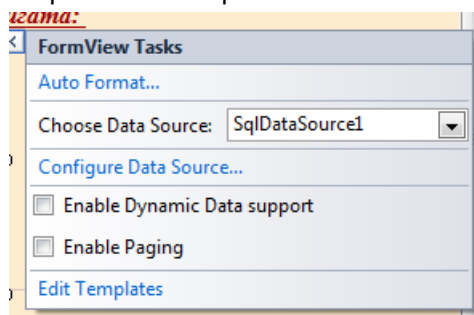 FormView Tasks
Auto Format...
Choose Data Source: SqlDataSource1
Configure Data Source...
Enable Dynamic Data support
Enable Paging
Edit Templates